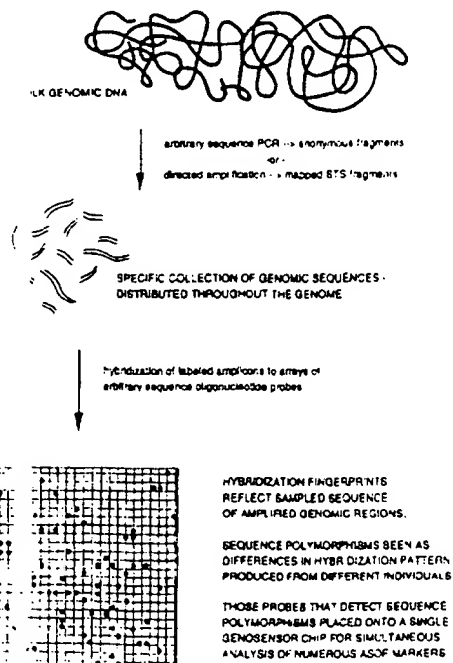 GENOMIC DNA
arbitrary sequence PCR --> anonymous fragments
-or-
directed amplification --> mapped STS fragments
SPECIFIC COLLECTION OF GENOMIC SEQUENCES -
DISTRIBUTED THROUGHOUT THE GENOME
hybridization of labeled amplicons to arrays of
arbitrary sequence oligonucleotide probes
HYBRIDIZATION FINGERPRINTS
REFLECT SAMPLED SEQUENCE
OF AMPLIFIED GENOMIC REGIONS.
SEQUENCE POLYMORPHISMS SEEN AS
DIFFERENCES IN HYBRIDIZATION PATTERN
PRODUCED FROM DIFFERENT INDIVIDUALS
THOSE PROBES THAT DETECT SEQUENCE
POLYMORPHISMS PLACED ONTO A SINGLE
GENOSENSOR CHIP FOR SIMULTANEOUS
ANALYSIS OF NUMEROUS ASOF MARKERS